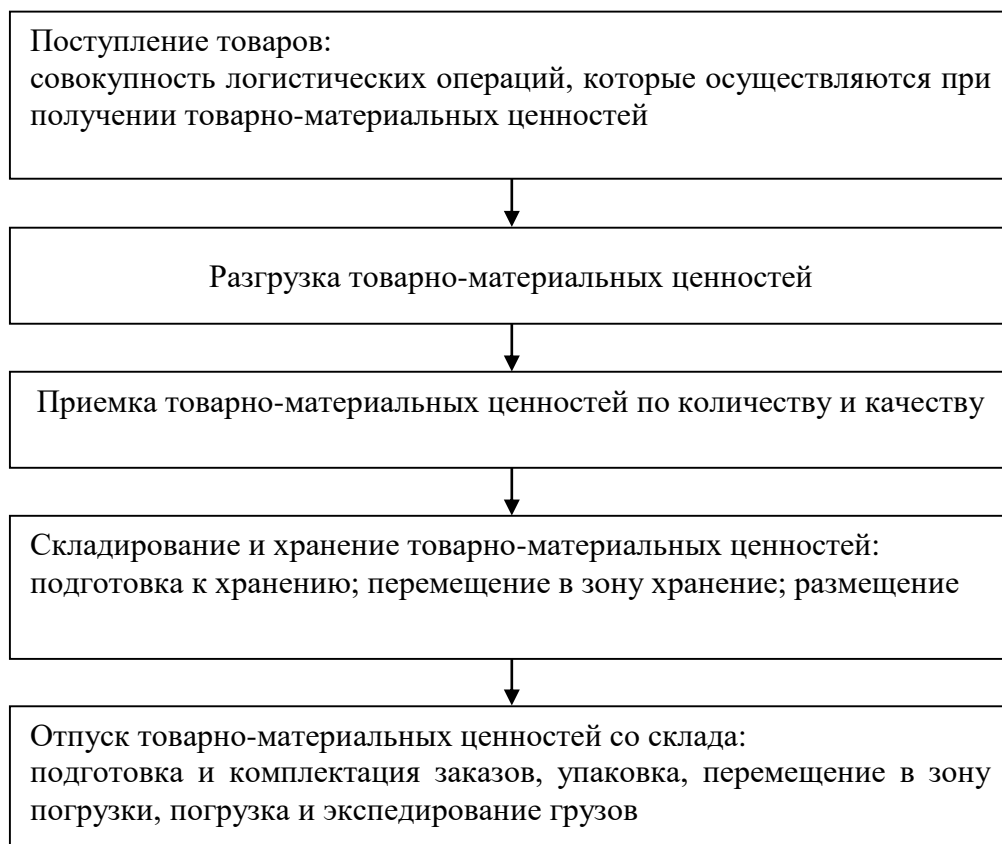 Поступление товаров:
совокупность логистических операций, которые осуществляются при
получении товарно-материальных ценностей
Разгрузка товарно-материальных ценностей
Приемка товарно-материальных ценностей по количеству и качеству
Складирование и хранение товарно-материальных ценностей:
подготовка к хранению; перемещение в зону хранение; размещение
Отпуск товарно-материальных ценностей со склада:
подготовка и комплектация заказов, упаковка, перемещение в зону
погрузки, погрузка и экспедирование грузов